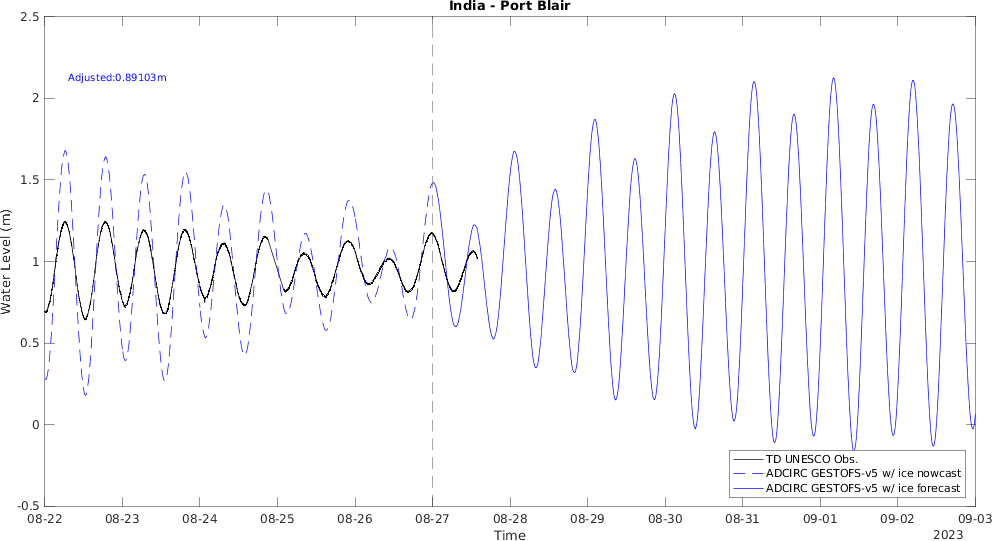 India - Port Blair
Adjusted:0.89103m
Water Level (m)
2.5
2
1.5
1
0.5
0
-0.5
TD UNESCO Obs.
ADCIRC GESTOFS-v5 w/ ice nowcast
ADCIRC GESTOFS-v5 w/ ice forecast
08-22 08-23 08-24 08-25 08-26 08-27 08-28 08-29 08-30 08-31 09-01 09-02 09-03
Time
2023